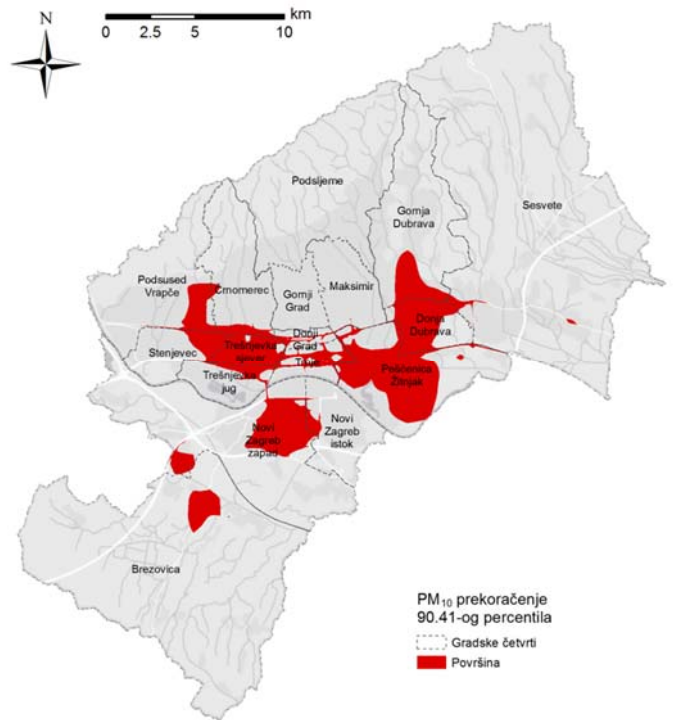 N
km
0 2.5 5 10
Podsljeme
Gornja
Dubrava
Sesvete
Podsused
Vrapče
Črnomerec
Gornji
Grad
Maksimir
Donji
Grad
Donja
Dubrava
Stenjevec
Trešnjevka
sjever
Trnje
Trešnjevka
jug
Peščenica
Žitnjak
Novi
Zagreb
zapad
Novi
Zagreb
istok
Brezovica
PM₁₀ prekoračenje
90.41-og percentila
Gradske četvrti
Površina